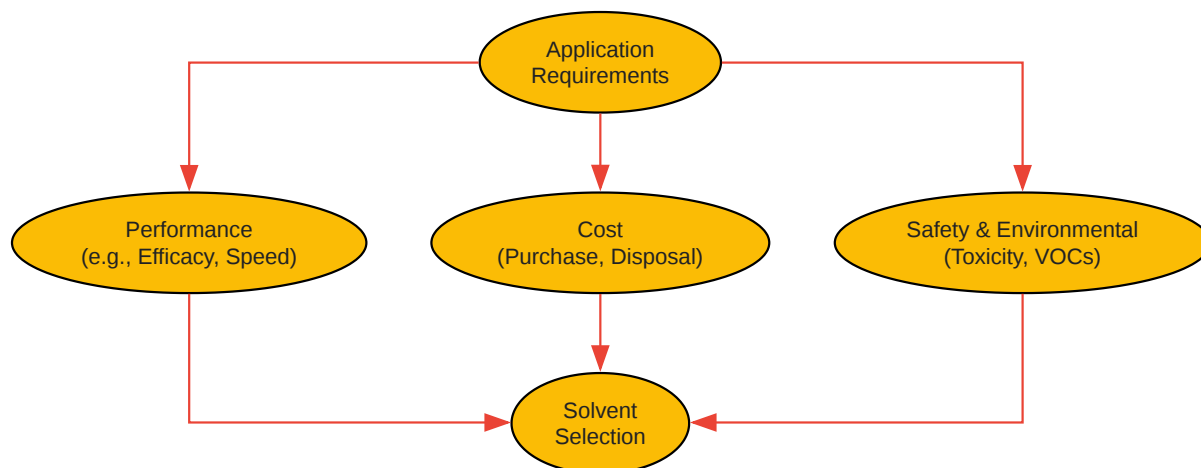 Application
Requirements
Performance
(e.g., Efficacy, Speed)
Cost
(Purchase, Disposal)
Safety & Environmental
(Toxicity, VOCs)
Solvent
Selection